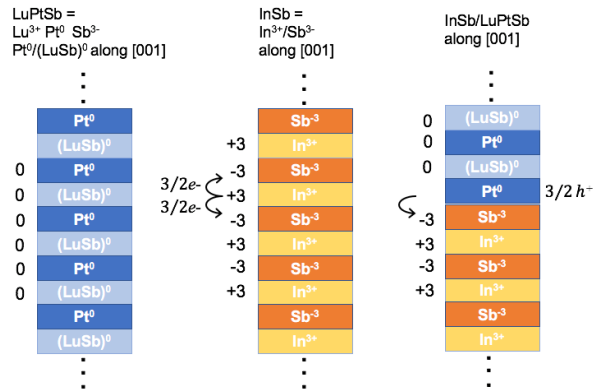 LuPtSb =
Lu³⁺ Pt⁰ Sb³⁻
Pt⁰/(LuSb)⁰ along [001]
Pt⁰
(LuSb)⁰
0 Pt⁰
0 (LuSb)⁰
0 Pt⁰
0 (LuSb)⁰
0 Pt⁰
0 (LuSb)⁰
Pt⁰
(LuSb)⁰
InSb =
In³⁺/Sb³⁻
along [001]
Sb⁻³
+3 In³⁺
-3 Sb⁻³
3/2e-
+3 In³⁺
3/2e-
-3 Sb⁻³
+3 In³⁺
-3 Sb⁻³
+3 In³⁺
Sb⁻³
In³⁺
InSb/LuPtSb
along [001]
0 (LuSb)⁰
0 Pt⁰
0 (LuSb)⁰
Pt⁰ 3/2 h⁺
-3 Sb⁻³
+3 In³⁺
-3 Sb⁻³
+3 In³⁺
Sb⁻³
In³⁺